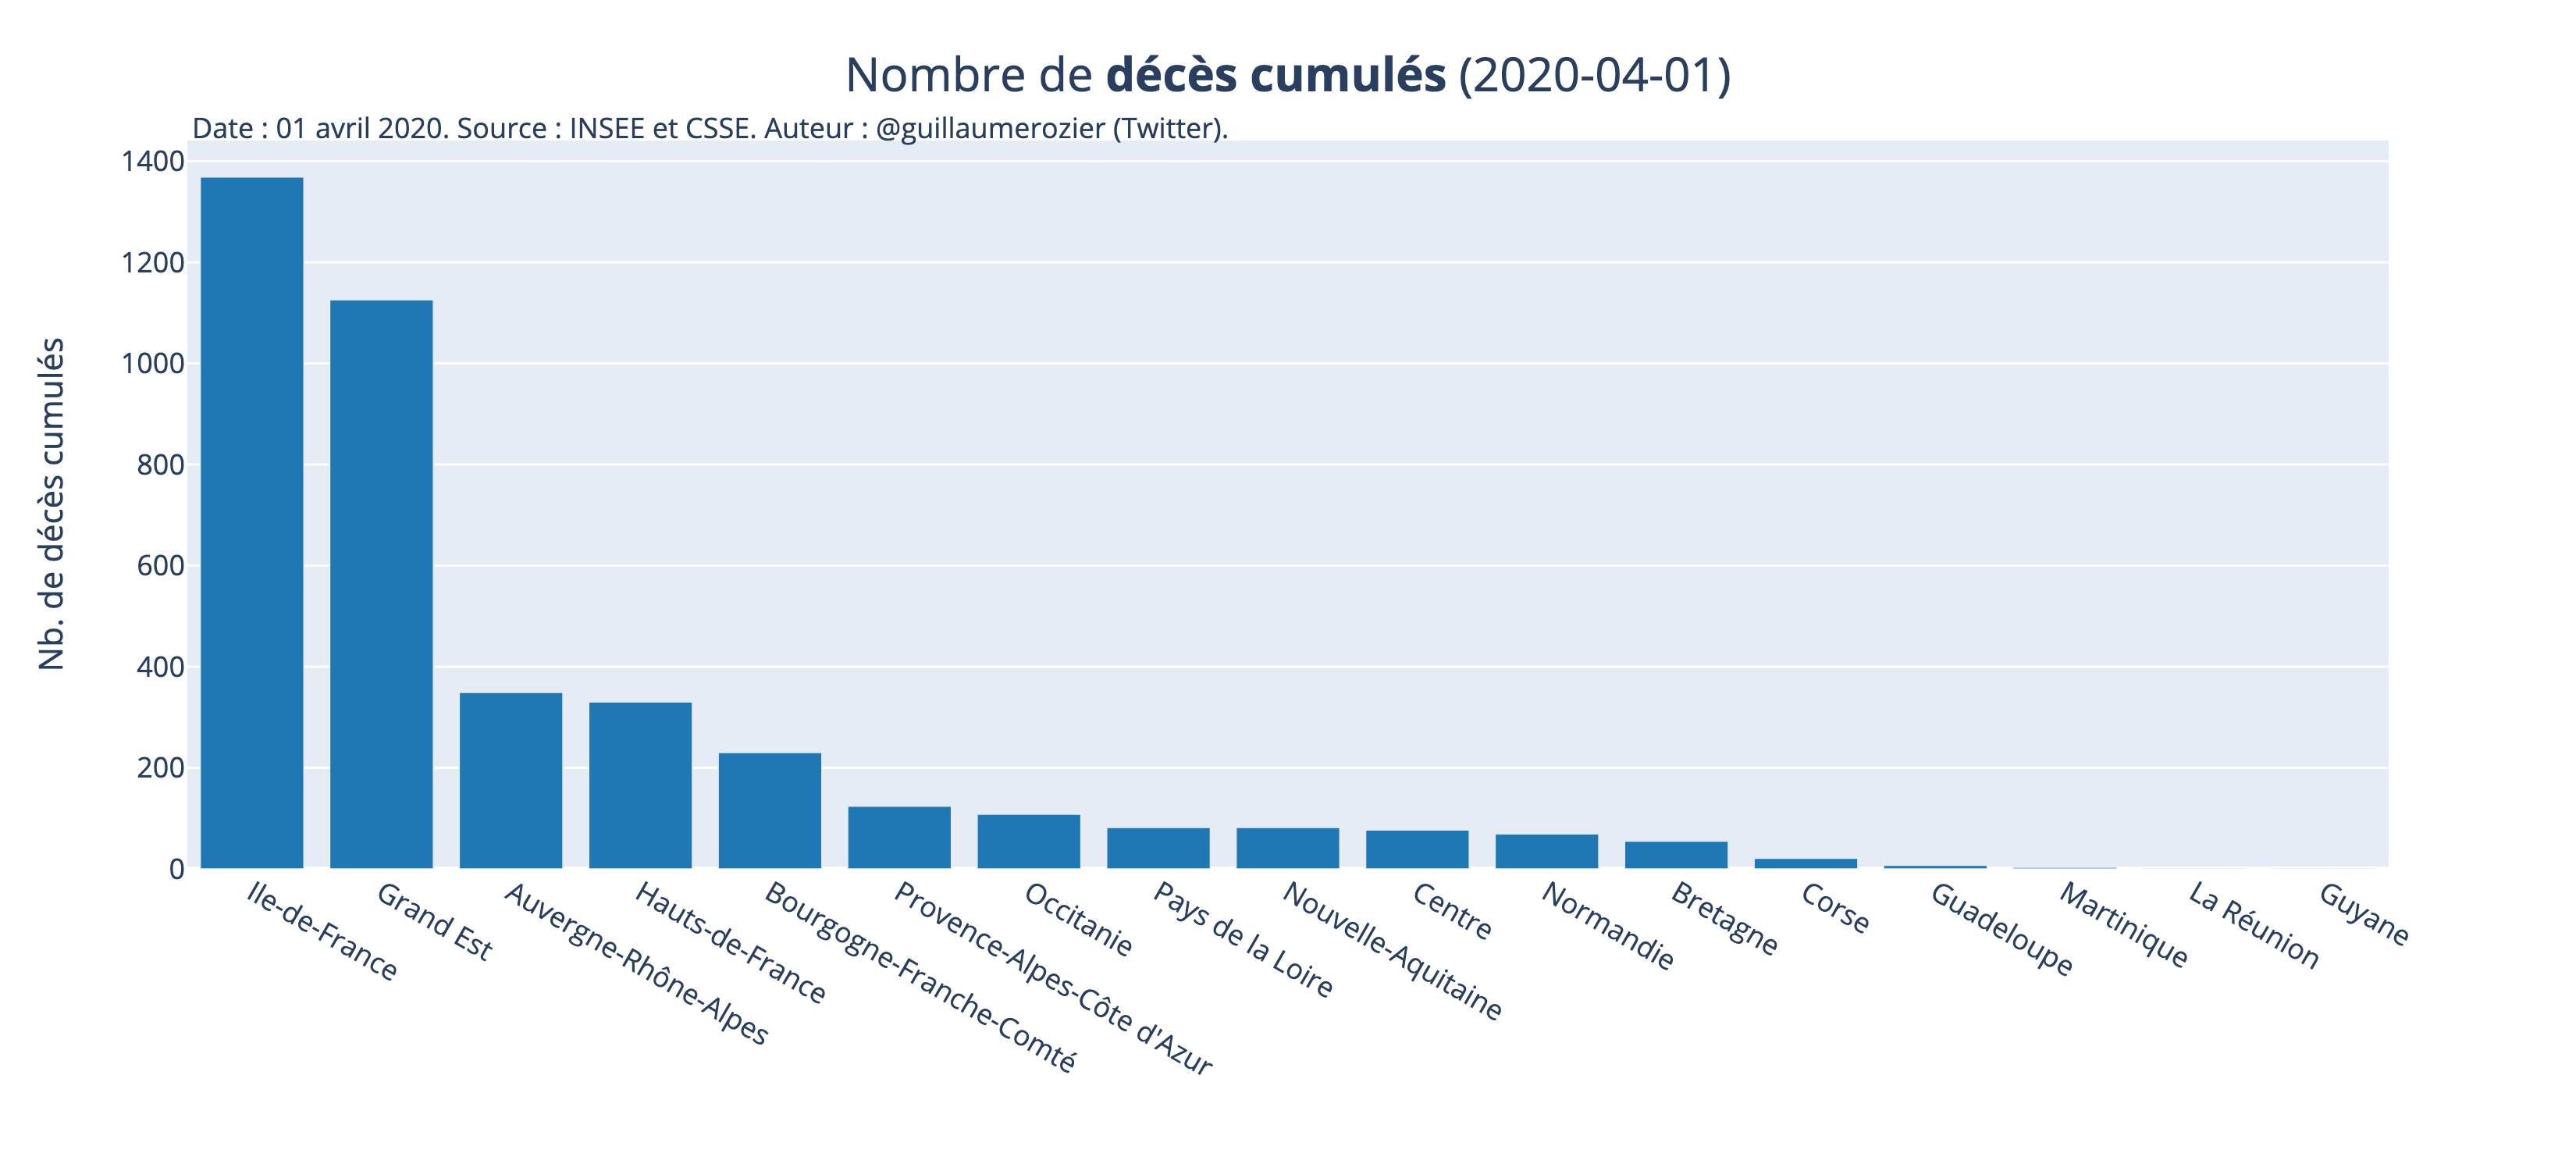 Nombre de décès cumulés (2020-04-01)
Date : 01 avril 2020. Source : INSEE et CSSE. Auteur : @guillaumerozier (Twitter).
Nb. de décès cumulés
1400
1200
1000
800
600
400
200
0
Ile-de-France
Grand Est
Auvergne-Rhône-Alpes
Hauts-de-France
Bourgogne-Franche-Comté
Provence-Alpes-Côte d'Azur
Occitanie
Pays de la Loire
Nouvelle-Aquitaine
Centre
Normandie
Bretagne
Corse
Guadeloupe
Martinique
La Réunion
Guyane